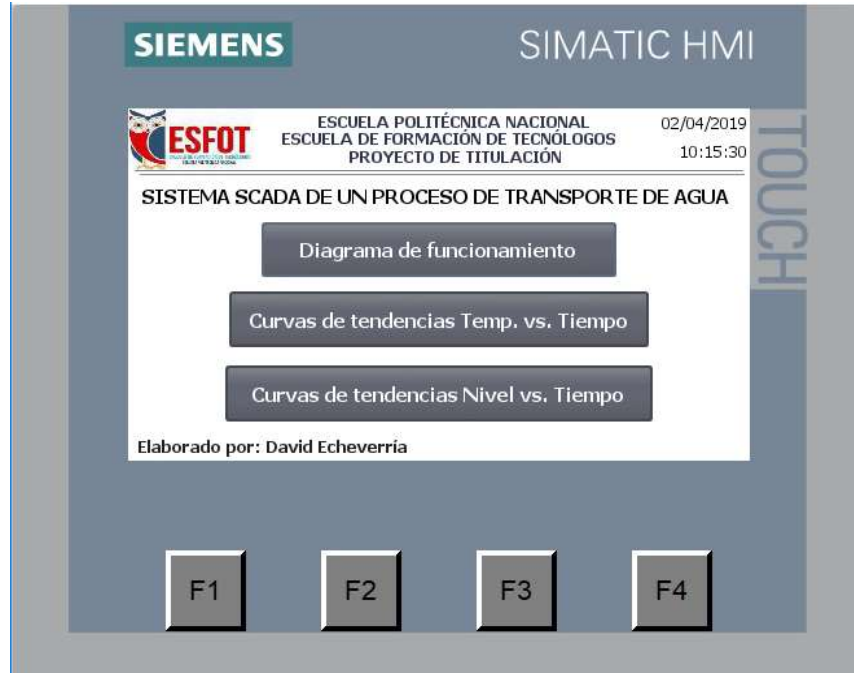 SIEMENS
SIMATIC HMI
TOUCH
ESFOT
ESCUELA POLITÉCNICA NACIONAL
ESCUELA DE FORMACIÓN DE TECNÓLOGOS
PROYECTO DE TITULACIÓN
02/04/2019
10:15:30
SISTEMA SCADA DE UN PROCESO DE TRANSPORTE DE AGUA
Diagrama de funcionamiento
Curvas de tendencias Temp. vs. Tiempo
Curvas de tendencias Nivel vs. Tiempo
Elaborado por: David Echeverría
F1
F2
F3
F4